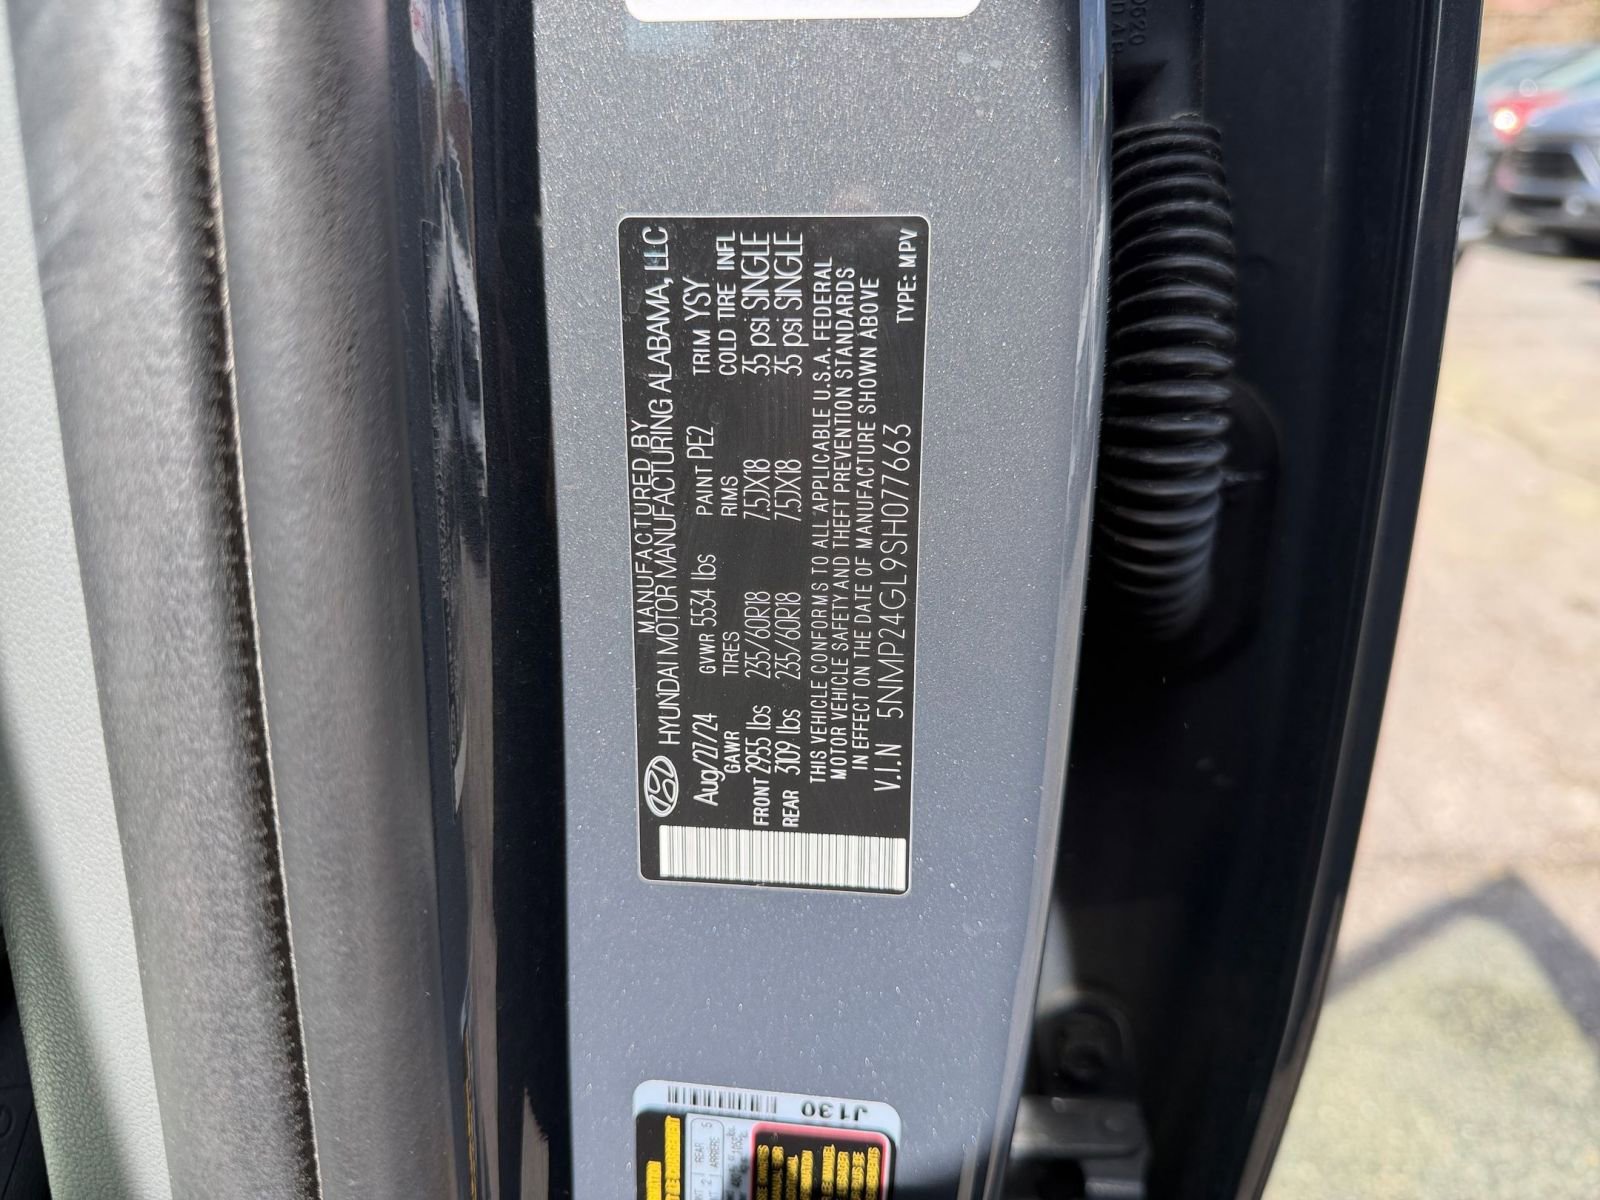 MANUFACTURED BY
HYUNDAI MOTOR MANUFACTURING ALABAMA, LLC
Aug/27/24 GVWR 5534 lbs PAINT PE2 TRIM YSY
GAWR TIRES RIMS COLD TIRE INFL
FRONT 2955 lbs 235/60R18 7.5JX18 35 psi SINGLE
REAR 3109 lbs 235/60R18 7.5JX18 35 psi SINGLE
THIS VEHICLE CONFORMS TO ALL APPLICABLE U.S.A. FEDERAL
MOTOR VEHICLE SAFETY AND THEFT PREVENTION STANDARDS
IN EFFECT ON THE DATE OF MANUFACTURE SHOWN ABOVE
V.I.N 5NMP24GL9SH077663
TYPE: MPV
J130
REAR 5
ARRIERE